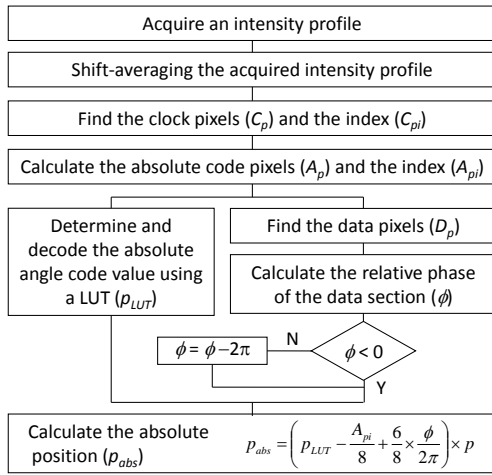 Acquire an intensity profile
Shift-averaging the acquired intensity profile
Find the clock pixels (Cp) and the index (Cpi)
Calculate the absolute code pixels (Ap) and the index (Api)
Determine and
decode the absolute
angle code value using
a LUT (pLUT)
Find the data pixels (Dp)
Calculate the relative phase
of the data section (ϕ)
N
ϕ = ϕ−2π
ϕ < 0
Y
Calculate the absolute
position (pabs)
pabs = (pLUT − Api/8 + 6/8 × ϕ/2π) × p